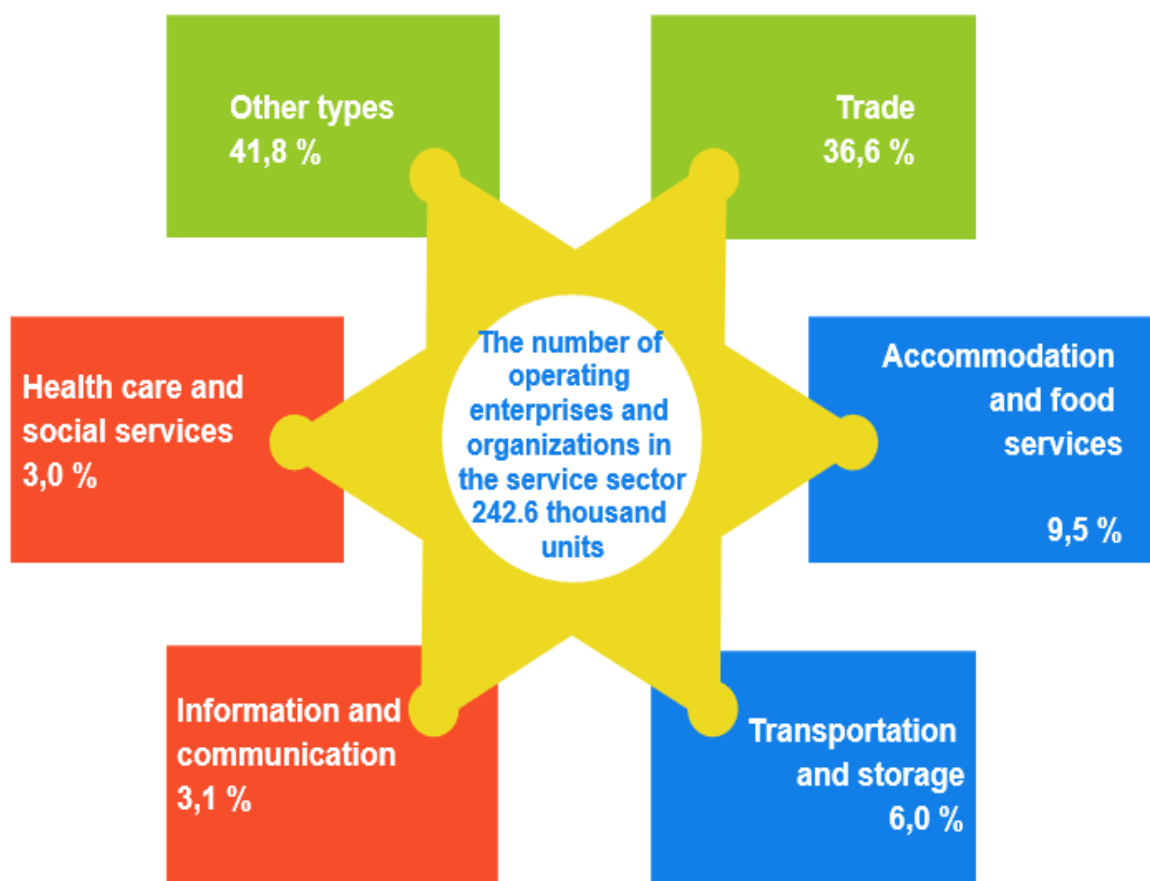 Other types
41,8 %
Trade
36,6 %
The number of
operating
enterprises and
organizations in
the service sector
242.6 thousand
units
Health care and
social services
3,0 %
Accommodation
and food
services
9,5 %
Information and
communication
3,1 %
Transportation
and storage
6,0 %